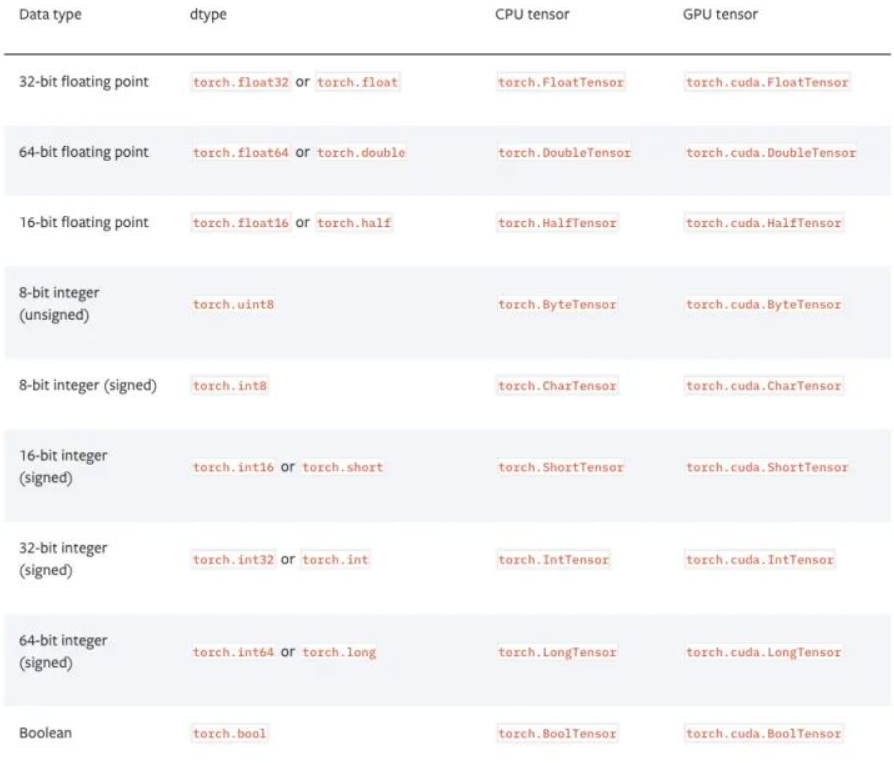 Data type dtype CPU tensor GPU tensor
32-bit floating point torch.float32 or torch.float torch.FloatTensor torch.cuda.FloatTensor
64-bit floating point torch.float64 or torch.double torch.DoubleTensor torch.cuda.DoubleTensor
16-bit floating point torch.float16 or torch.half torch.HalfTensor torch.cuda.HalfTensor
8-bit integer
(unsigned) torch.uint8 torch.ByteTensor torch.cuda.ByteTensor
8-bit integer (signed) torch.int8 torch.CharTensor torch.cuda.CharTensor
16-bit integer
(signed) torch.int16 or torch.short torch.ShortTensor torch.cuda.ShortTensor
32-bit integer
(signed) torch.int32 or torch.int torch.IntTensor torch.cuda.IntTensor
64-bit integer
(signed) torch.int64 or torch.long torch.LongTensor torch.cuda.LongTensor
Boolean torch.bool torch.BoolTensor torch.cuda.BoolTensor